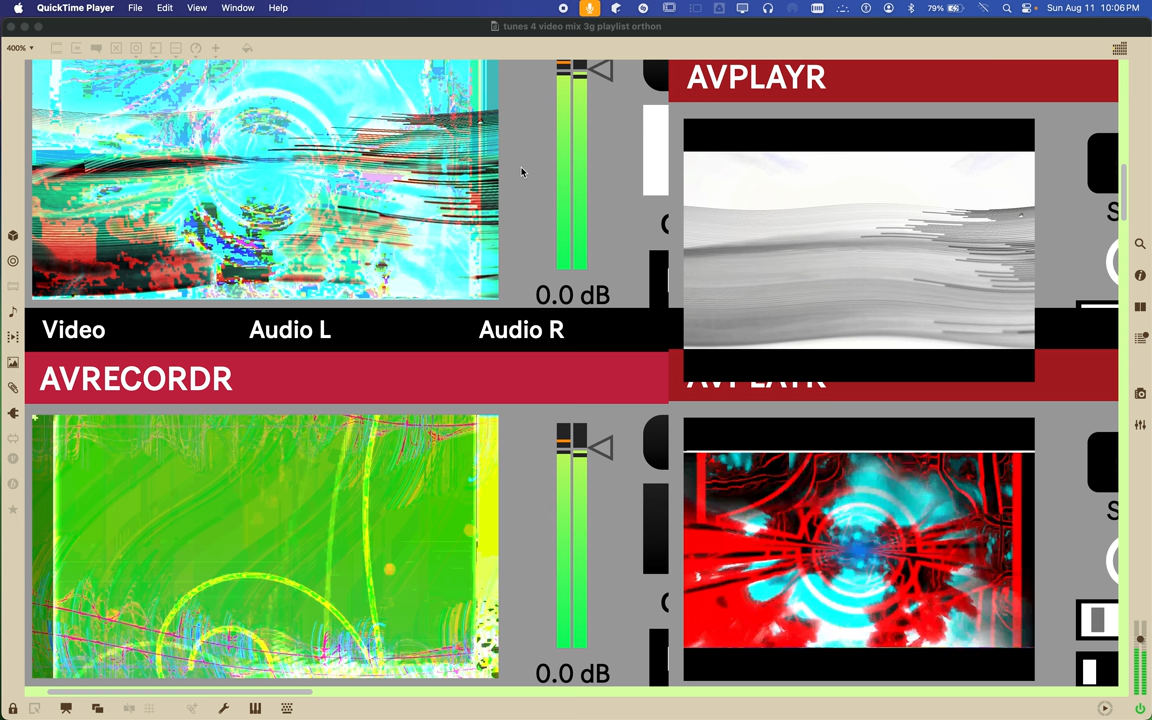 QuickTime Player File Edit View Window Help 79% Sun Aug 11 10:06 PM
tunes 4 video mix 3g playlist orthon
400%
AVPLAYR
0.0 dB
Video Audio L Audio R
AVRECORDR
AVPLAYR
0.0 dB